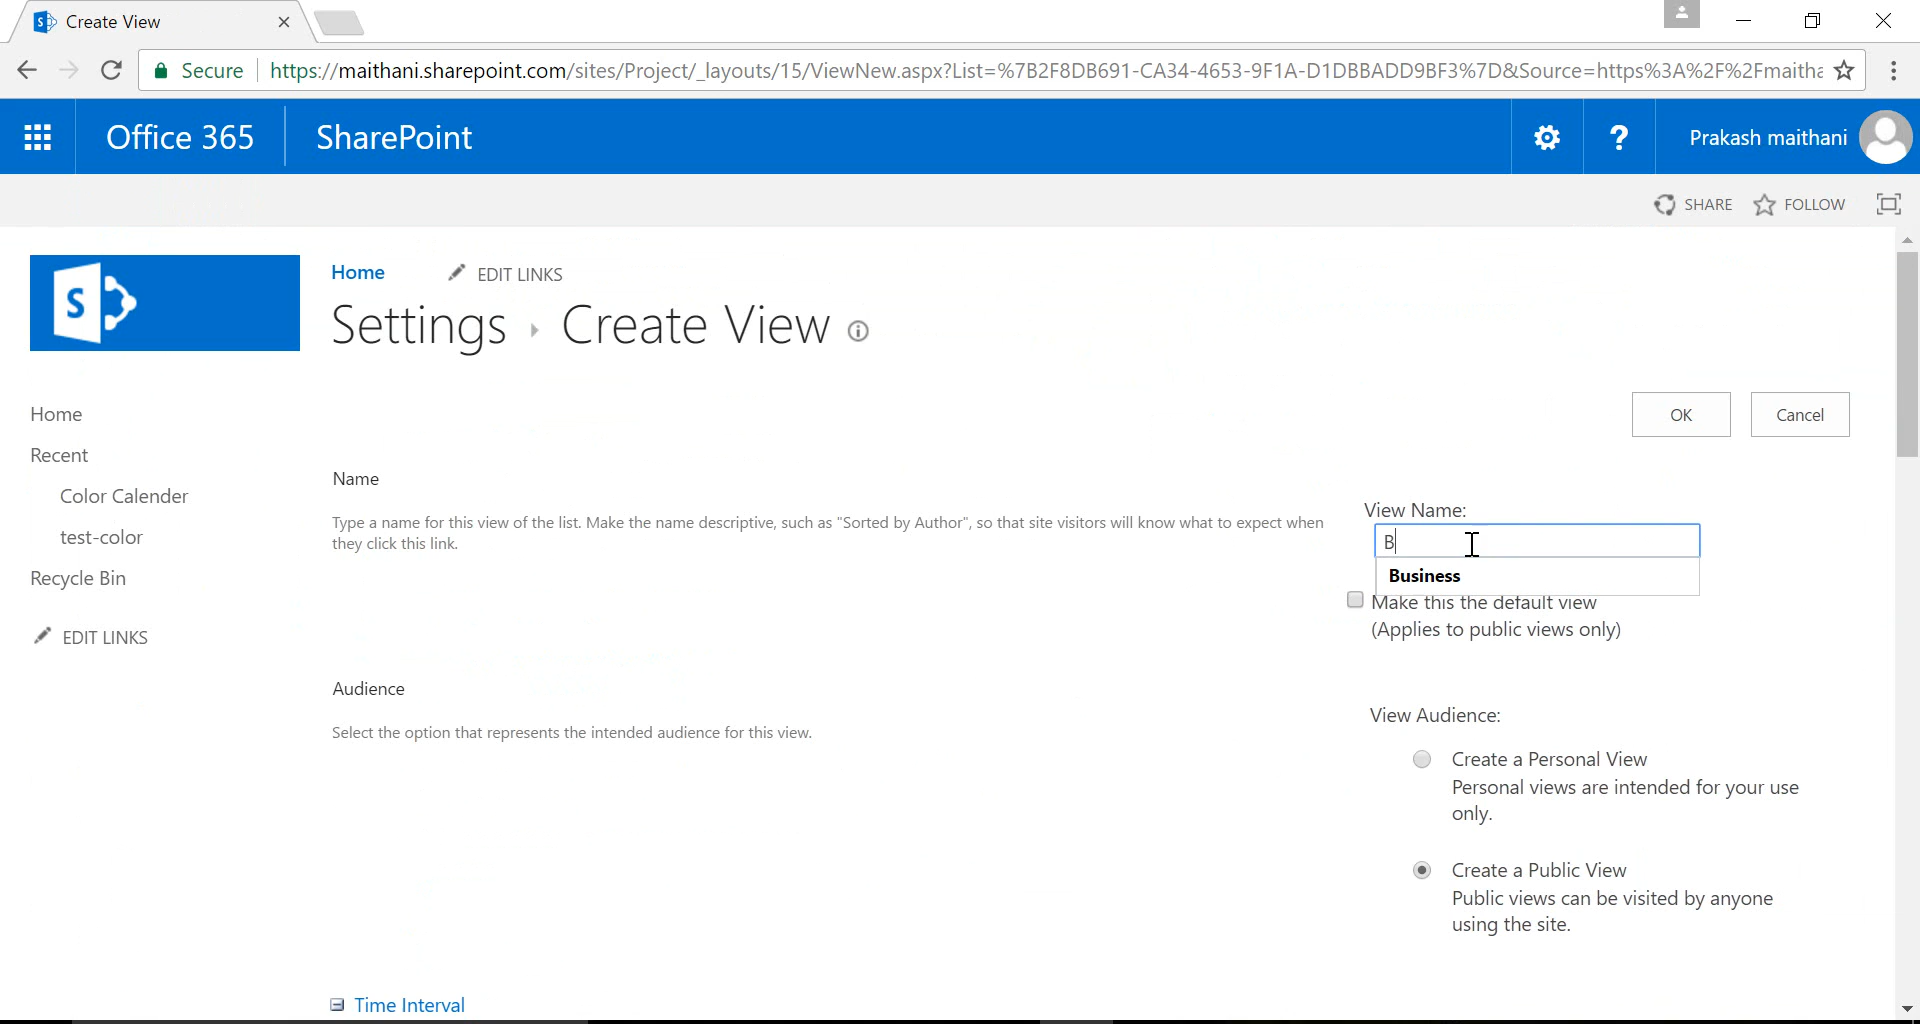 Create View
Secure
https://maithani.sharepoint.com/sites/Project/_layouts/15/ViewNew.aspx?List=%7B2F8DB691-CA34-4653-9F1A-D1DBBADD9BF3%7D&Source=https%3A%2F%2Fmaitha
Office 365
SharePoint
?
Prakash maithani
SHARE
FOLLOW
S
Home
EDIT LINKS
Settings
Create View
Home
Recent
Color Calender
test-color
Recycle Bin
EDIT LINKS
OK
Cancel
Name
Type a name for this view of the list. Make the name descriptive, such as "Sorted by Author", so that site visitors will know what to expect when
they click this link.
View Name:
B
Business
Make this the default view
(Applies to public views only)
Audience
Select the option that represents the intended audience for this view.
View Audience:
Create a Personal View
Personal views are intended for your use
only.
Create a Public View
Public views can be visited by anyone
using the site.
Time Interval